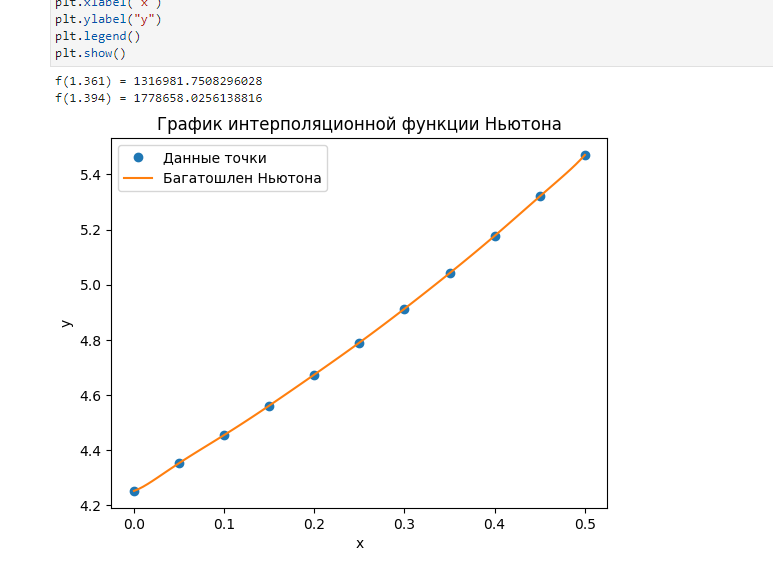 plt.xlabel("x")
plt.ylabel("y")
plt.legend()
plt.show()
f(1.361) = 1316981.7508296028
f(1.394) = 1778658.0256138816
График интерполяционной функции Ньютона
Данные точки
Багатошлен Ньютона
5.4
5.2
5.0
4.8
4.6
4.4
4.2
y
0.0 0.1 0.2 0.3 0.4 0.5
x